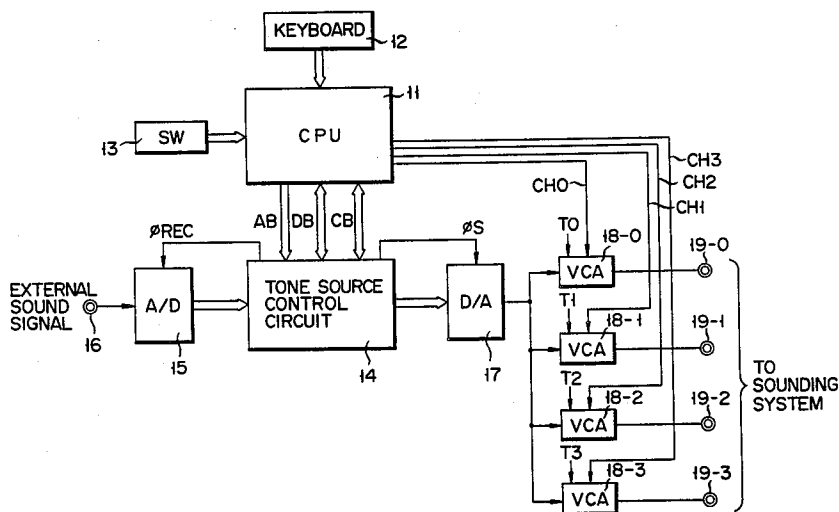 KEYBOARD
12
11
CPU
SW
13
CH3
CH2
CH1
CH0
AB
DB
CB
øREC
øS
T0
18-0
19-0
VCA
EXTERNAL
SOUND
SIGNAL
16
A/D
15
TONE SOURCE
CONTROL
CIRCUIT
14
D/A
17
T1
18-1
19-1
VCA
T2
18-2
19-2
VCA
T3
18-3
19-3
VCA
TO
SOUNDING
SYSTEM